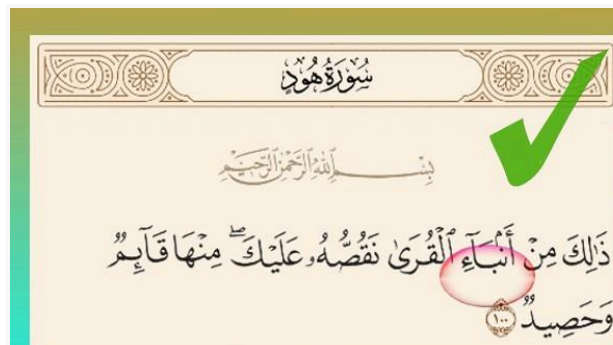 سُورَةُ هُودٍ
بِسْمِ ٱللَّهِ ٱلرَّحْمَٰنِ ٱلرَّحِيمِ
ذَٰلِكَ مِنْ أَنۢبَآءِ ٱلْقُرَىٰ نَقُصُّهُۥ عَلَيْكَ ۖ مِنْهَا قَآئِمٌ
وَحَصِيدٌ ١٠٠